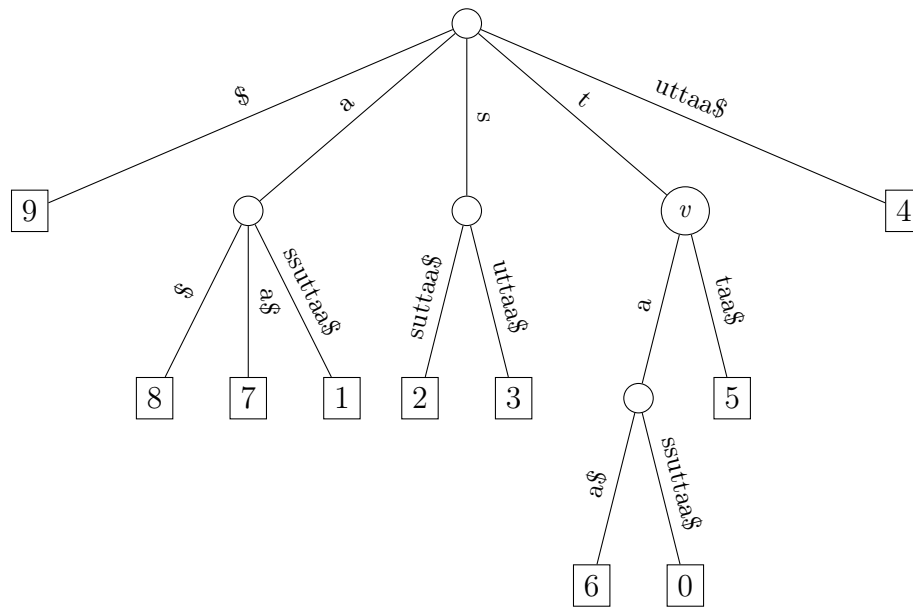 $ a s t uttaa$
9 v 4
$ a$ ssuttaa$ suttaa$ uttaa$ a taa$
8 7 1 2 3 5
a$ ssuttaa$
6 0